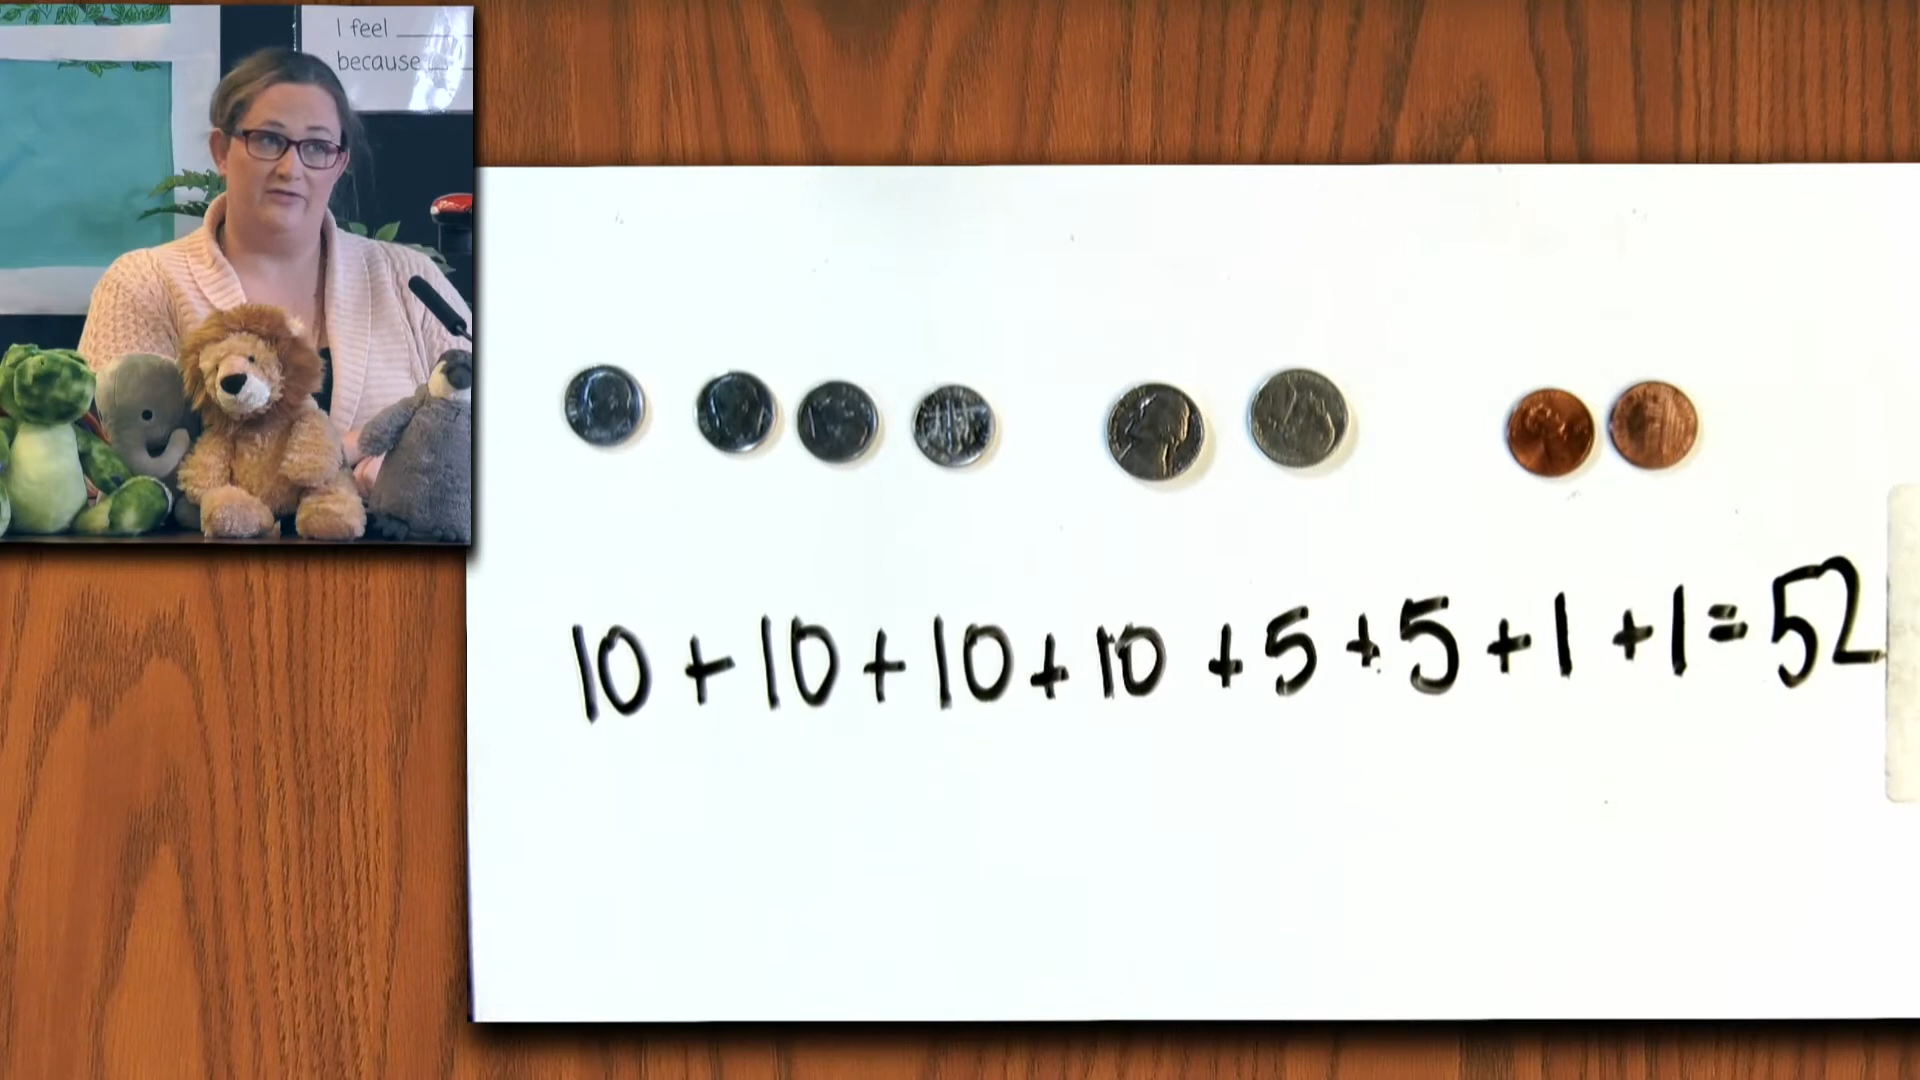 I feel
because
10 + 10 + 10 + 10 + 5 + 5 + 1 + 1 = 52